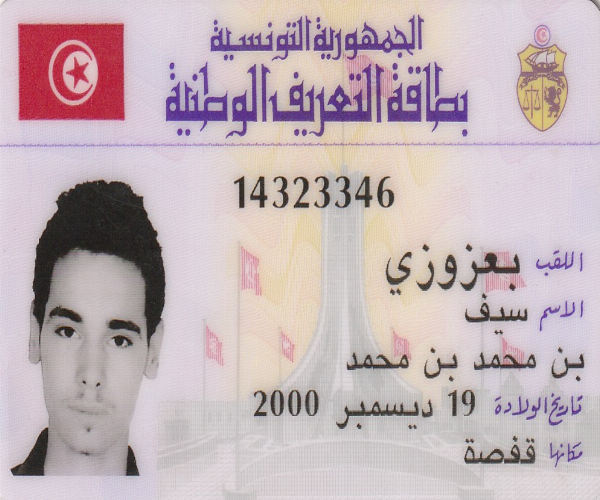 الجمهورية التونسية
بطاقة التعريف الوطنية
14323346
اللقب بعزوزي
الاسم سيف
بن محمد بن محمد
تاريخ الولادة 19 ديسمبر 2000
مكانها قفصة